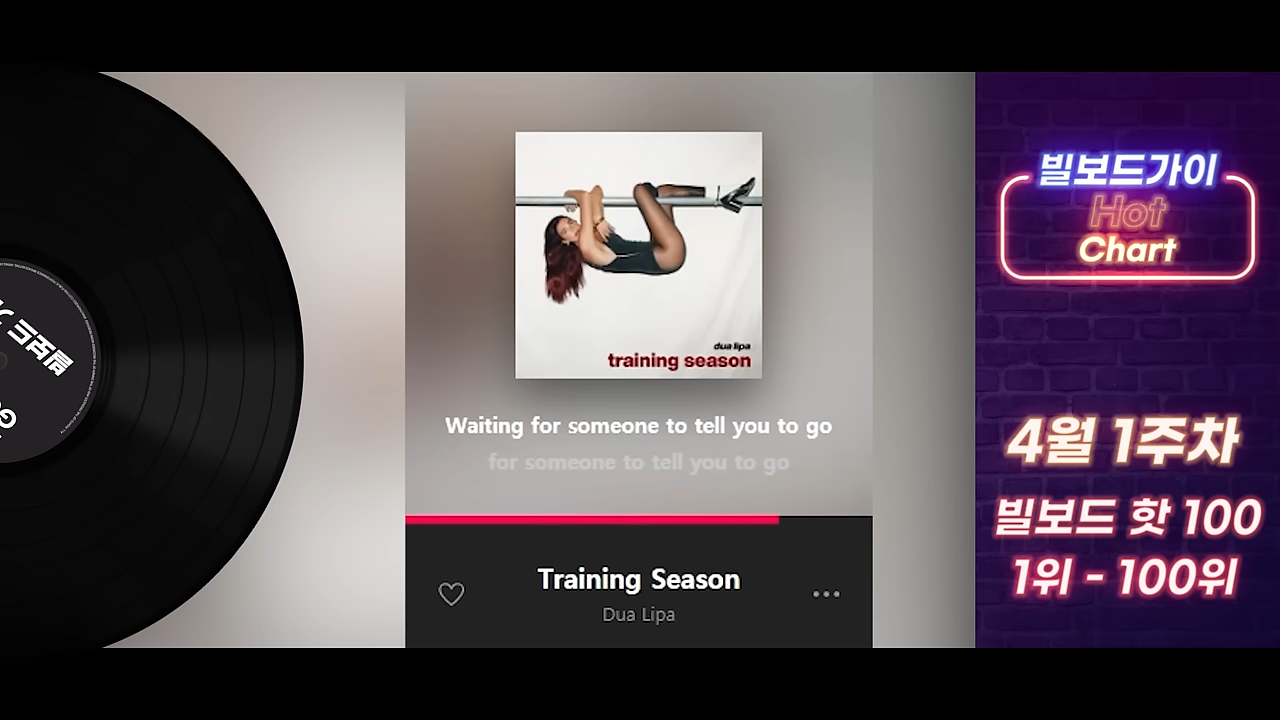 dua lipa
training season
Waiting for someone to tell you to go
for someone to tell you to go
Training Season
Dua Lipa
빌보드가이
Hot
Chart
4월 1주차
빌보드 핫 100
1위 - 100위